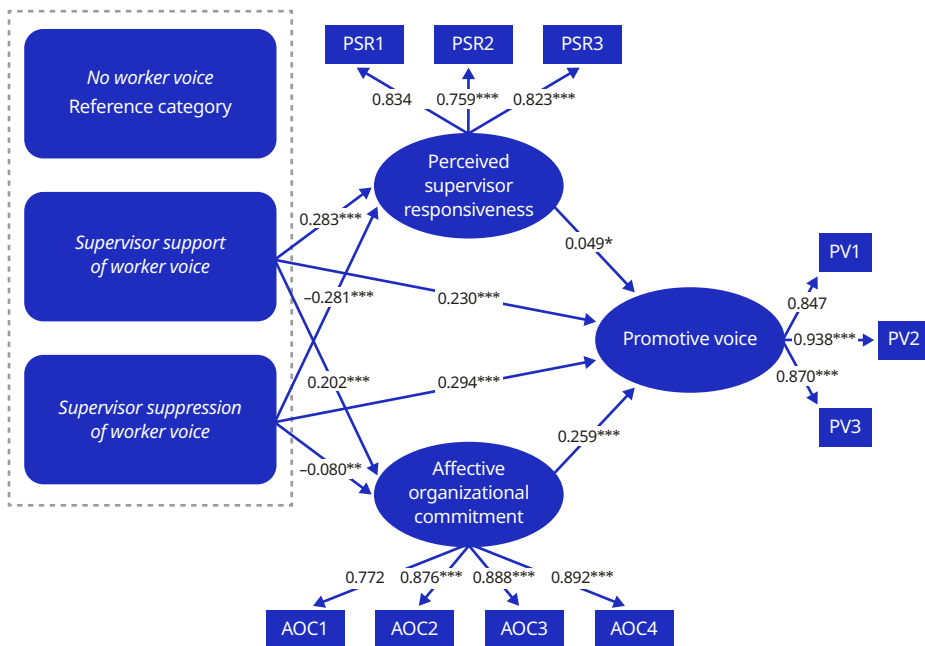 No worker voice
Reference category
Supervisor support
of worker voice
Supervisor suppression
of worker voice
PSR1
PSR2
PSR3
0.834
0.759***
0.823***
Perceived
supervisor
responsiveness
0.283***
–0.281***
0.230***
0.049*
0.202***
0.294***
–0.080**
0.259***
Promotive voice
PV1
0.847
0.938***
PV2
0.870***
PV3
Affective
organizational
commitment
0.772
0.876***
0.888***
0.892***
AOC1
AOC2
AOC3
AOC4